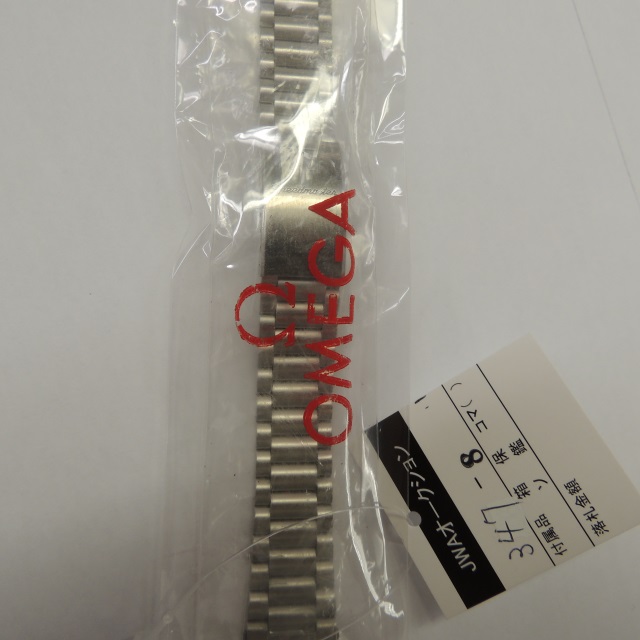 Ω
OMEGA
JWAオークション
347 - 8
付属品 箱 保 コマ( )
ソ 鑑
落札金額